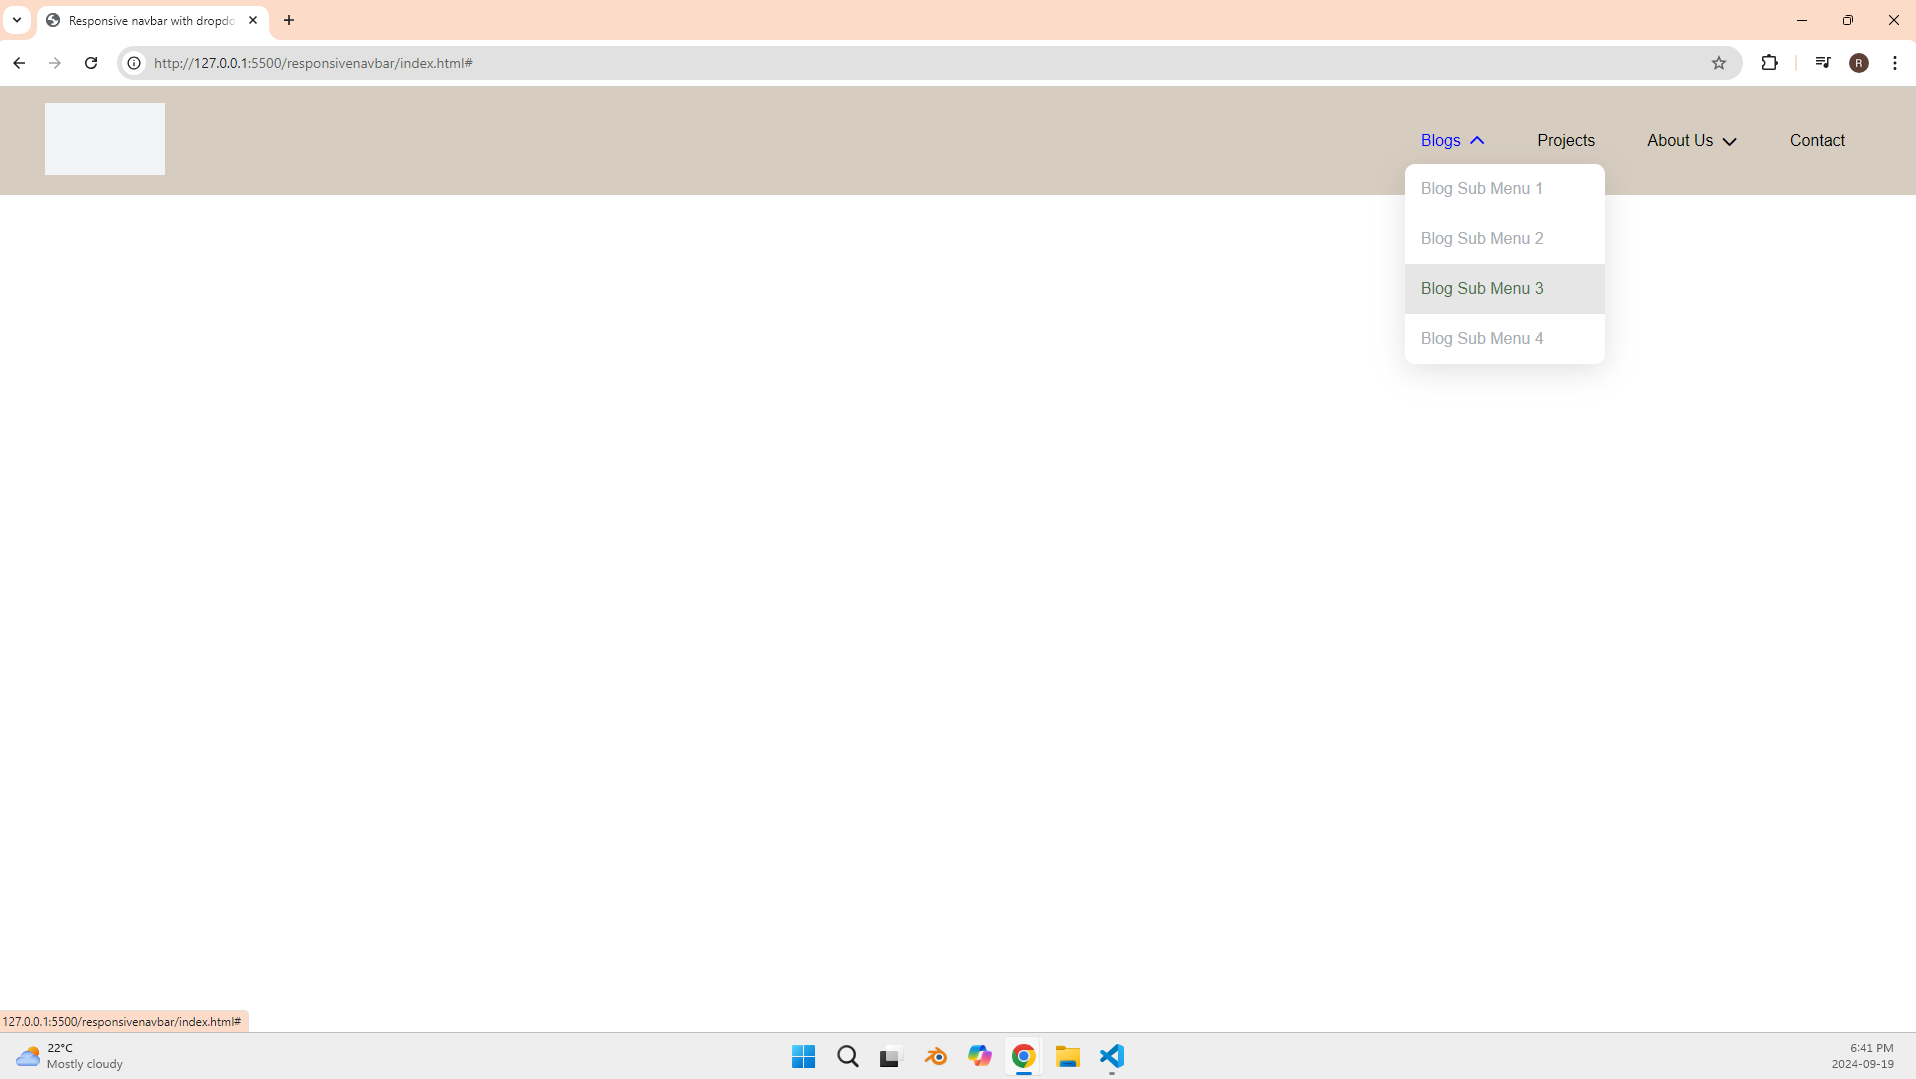 Responsive navbar with dropdo
http://127.0.0.1:5500/responsivenavbar/index.html#
R
Blogs
Projects
About Us
Contact
Blog Sub Menu 1
Blog Sub Menu 2
Blog Sub Menu 3
Blog Sub Menu 4
127.0.0.1:5500/responsivenavbar/index.html#
22°C
Mostly cloudy
6:41 PM
2024-09-19